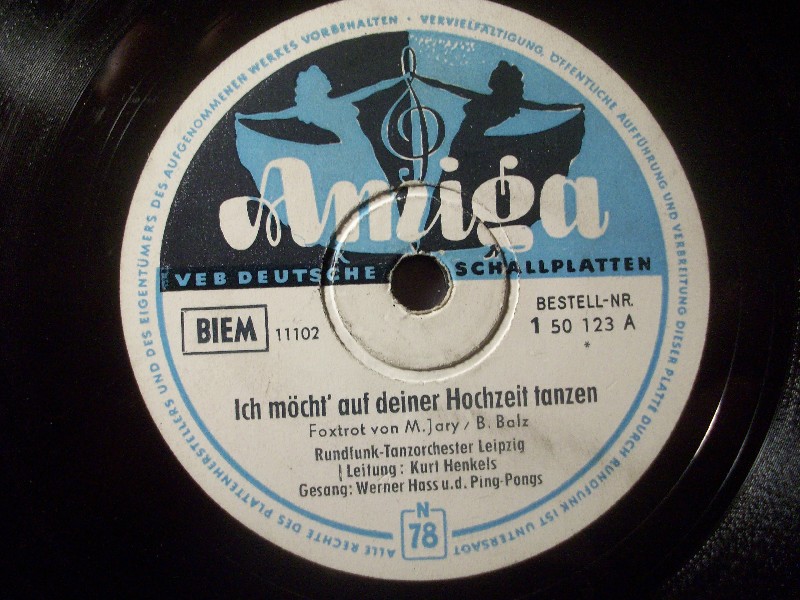 ALLE RECHTE DES PLATTENHERSTELLERS UND DES EIGENTÜMERS DES AUFGENOMMENEN WERKES VORBEHALTEN · VERVIELFÄLTIGUNG, ÖFFENTLICHE AUFFÜHRUNG UND VERBREITUNG DIESER PLATTE DURCH RUNDFUNK IST UNTERSAGT
Amiga
VEB DEUTSCHE SCHALLPLATTEN
BIEM 11102
BESTELL-NR.
1 50 123 A
*
Ich möcht' auf deiner Hochzeit tanzen
Foxtrot von M. Jary / B. Balz
Rundfunk-Tanzorchester Leipzig
Leitung: Kurt Henkels
Gesang: Werner Hass u. d. Ping-Pongs
N
78